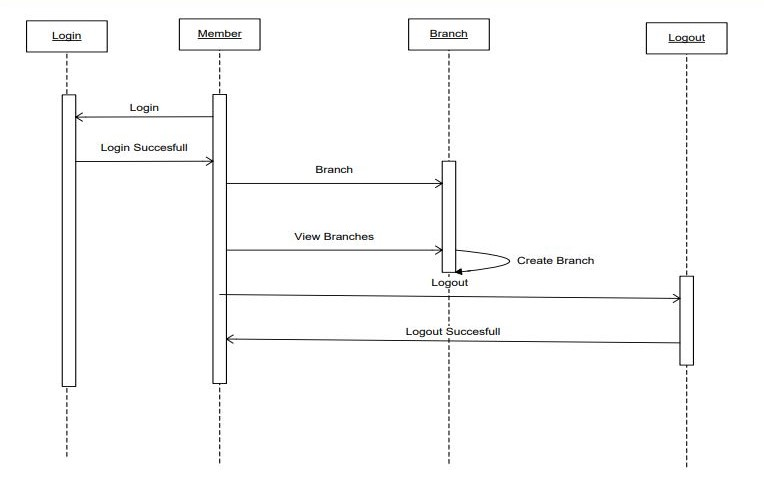 Login
Member
Branch
Logout
Login
Login Succesfull
Branch
View Branches
Create Branch
Logout
Logout Succesfull